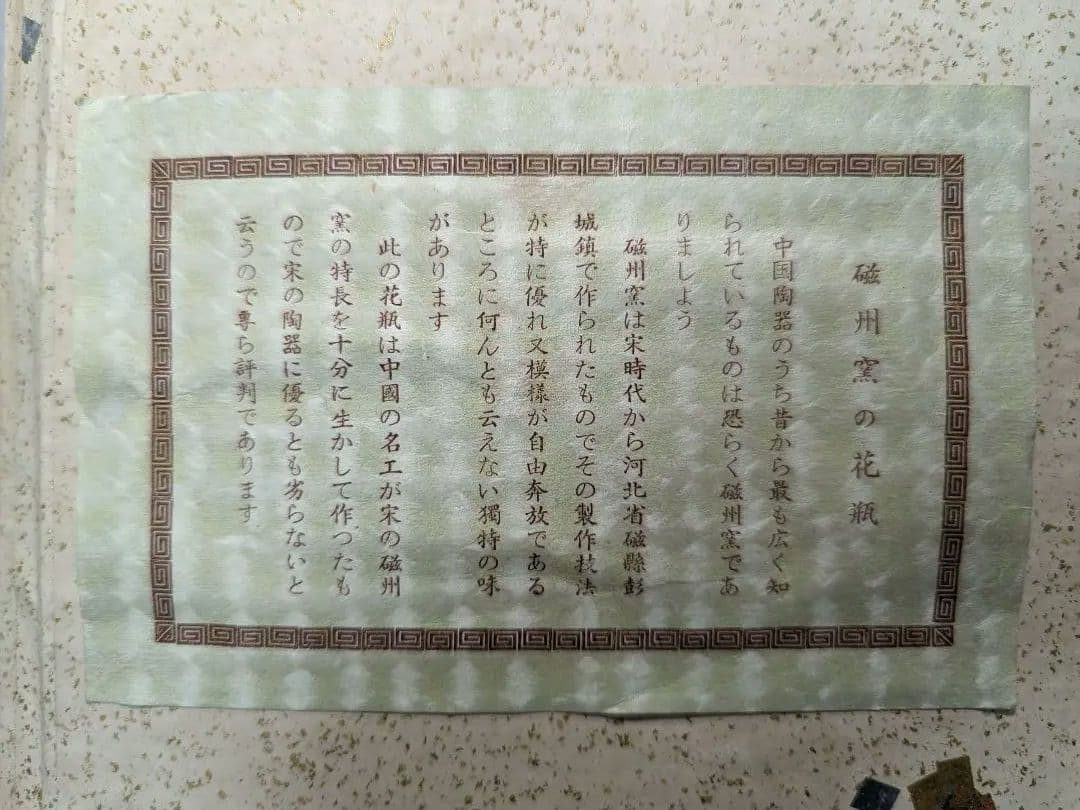 磁州窯の花瓶
中国陶器のうち昔から最も広く知
られているものは恐らく磁州窯であ
りましよう
磁州窯は宋時代から河北省磁縣彭
城鎮で作られたものでその製作技法
が特に優れ又模様が自由奔放である
ところに何んとも云えない獨特の味
があります
此の花瓶は中國の名工が宋の磁州
窯の特長を十分に生かして作つたも
ので宋の陶器に優るとも劣らないと
云うので専ら評判であります